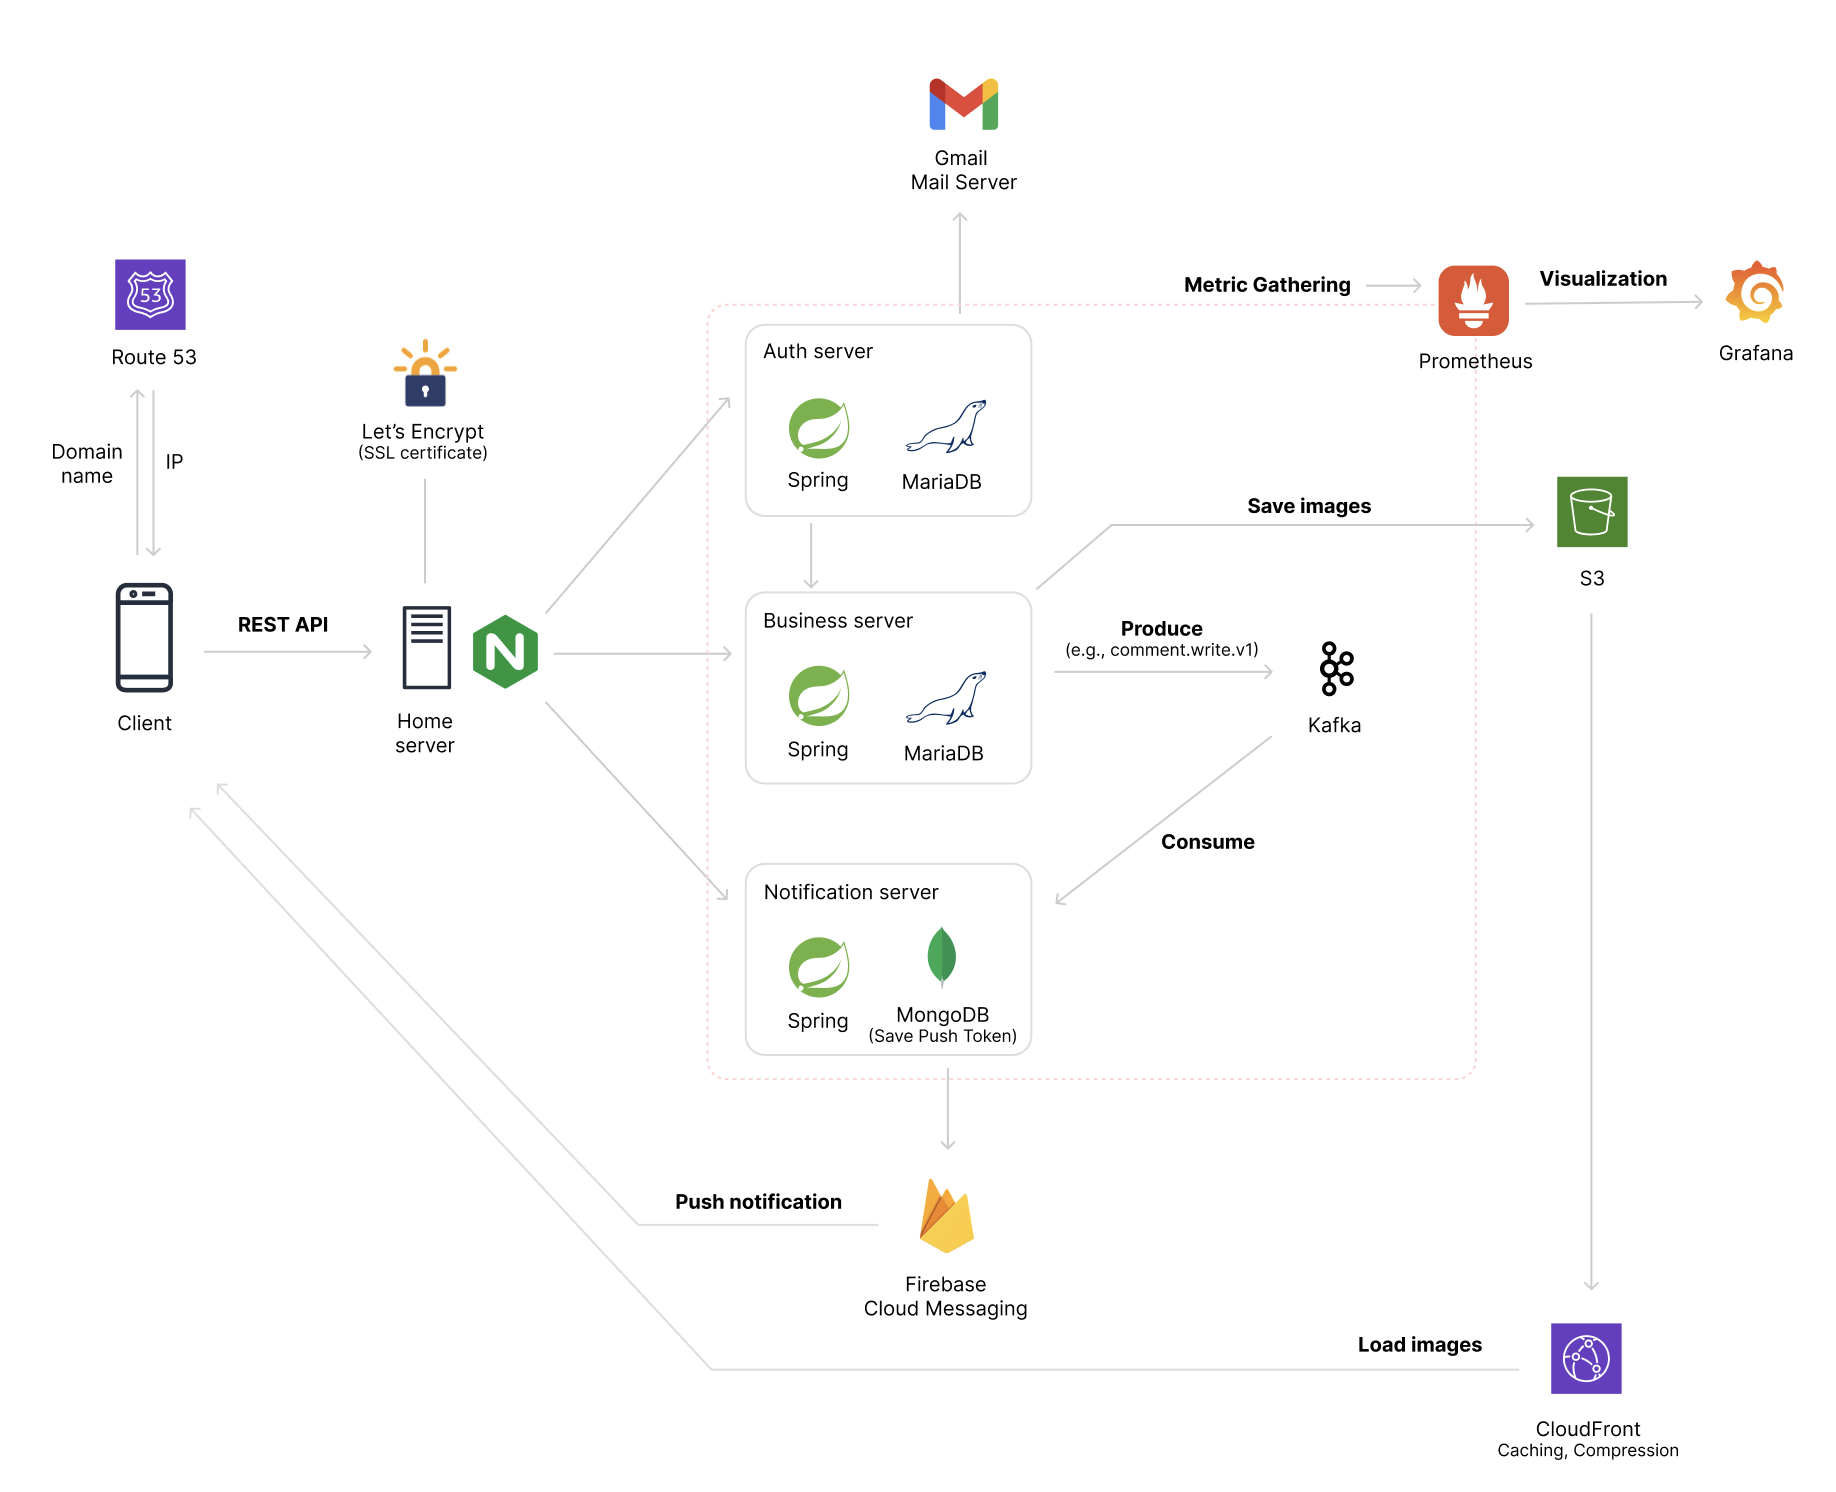 Gmail
Mail Server
Metric Gathering
Visualization
53
Route 53
Prometheus
Grafana
Auth server
Let's Encrypt
(SSL certificate)
Domain
name
IP
Spring
MariaDB
Save images
S3
REST API
Business server
Produce
(e.g., comment.write.v1)
N
Client
Home
server
Spring
MariaDB
Kafka
Consume
Notification server
Spring
MongoDB
(Save Push Token)
Push notification
Firebase
Cloud Messaging
Load images
CloudFront
Caching, Compression